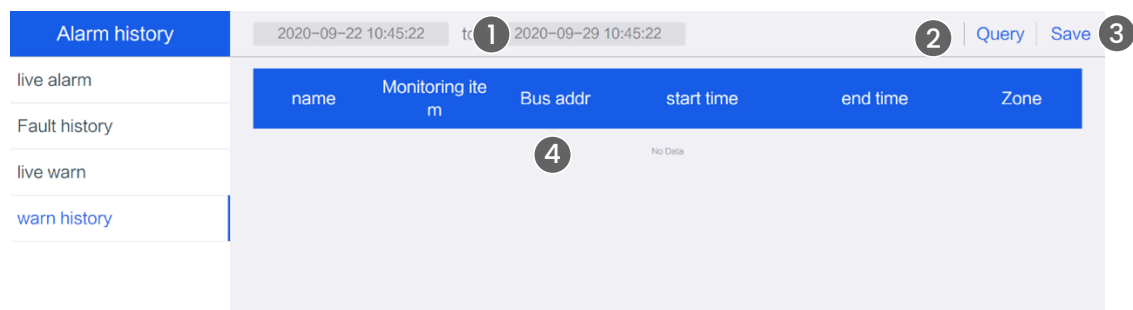 Alarm history
2020-09-22 10:45:22 to 1 2020-09-29 10:45:22 2 Query Save 3
live alarm
Fault history
live warn
warn history
name Monitoring ite
m Bus addr start time end time Zone
4 No Data